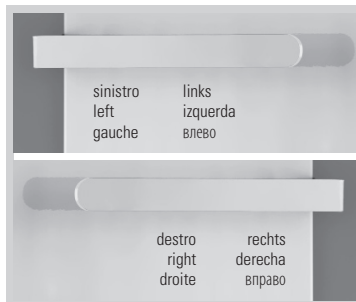 sinistro links
left izquerda
gauche влево
destro rechts
right derecha
droite вправо